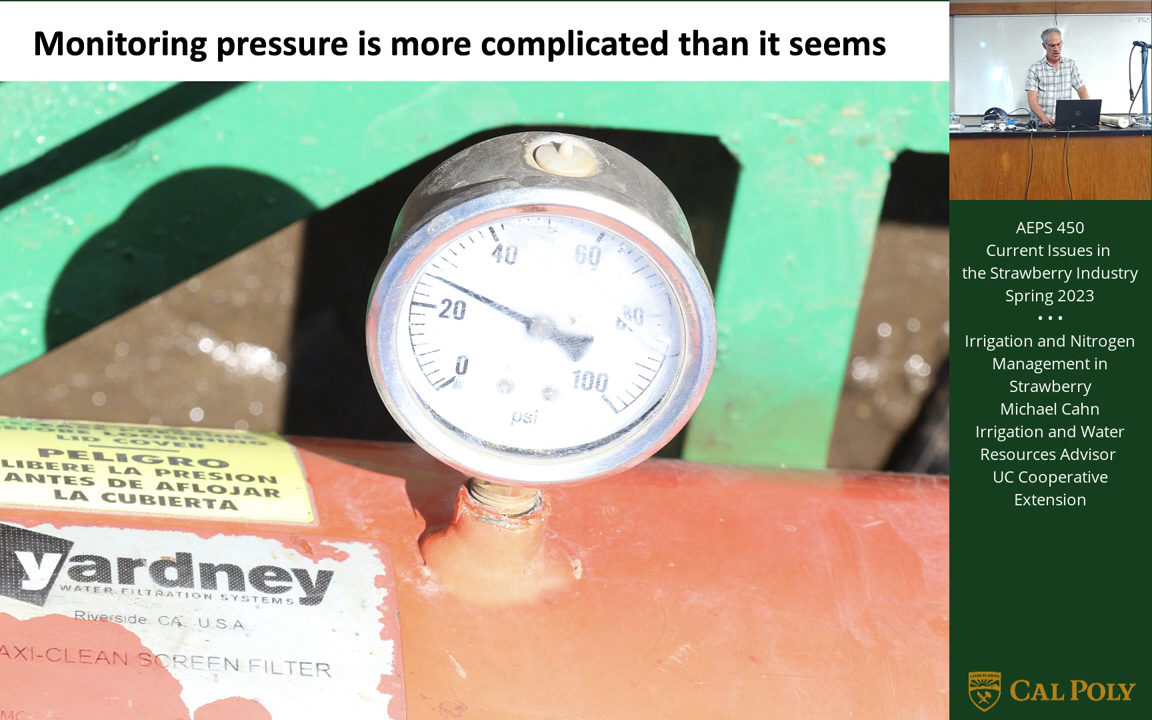 Monitoring pressure is more complicated than it seems
40
60
20
80
0
100
psi
LID COVER
PELIGRO
LIBERE LA PRESION
ANTES DE AFLOJAR
LA CUBIERTA
yardney
WATER FILTRATION SYSTEMS
Riverside, CA. U.S.A.
AXI-CLEAN SCREEN FILTER
AEPS 450
Current Issues in
the Strawberry Industry
Spring 2023
• • •
Irrigation and Nitrogen
Management in
Strawberry
Michael Cahn
Irrigation and Water
Resources Advisor
UC Cooperative
Extension
CAL POLY